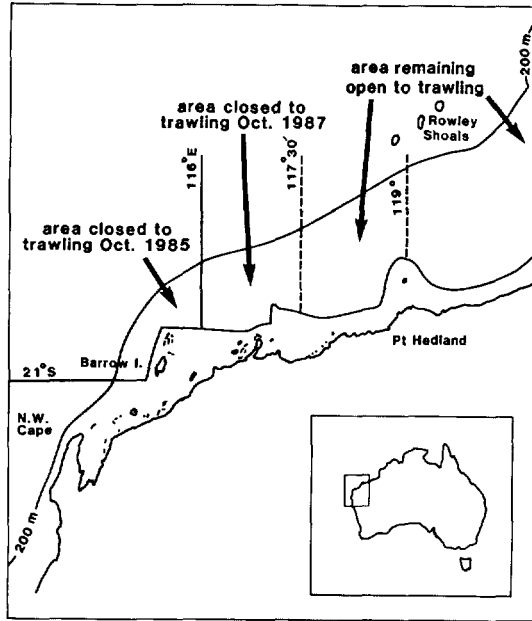 200 m
area remaining
open to trawling
Rowley
Shoals
area closed to
trawling Oct. 1987
116°E
117°30′
119°
area closed to
trawling Oct. 1985
Barrow I.
Pt Hedland
21°S
N.W.
Cape
200 m